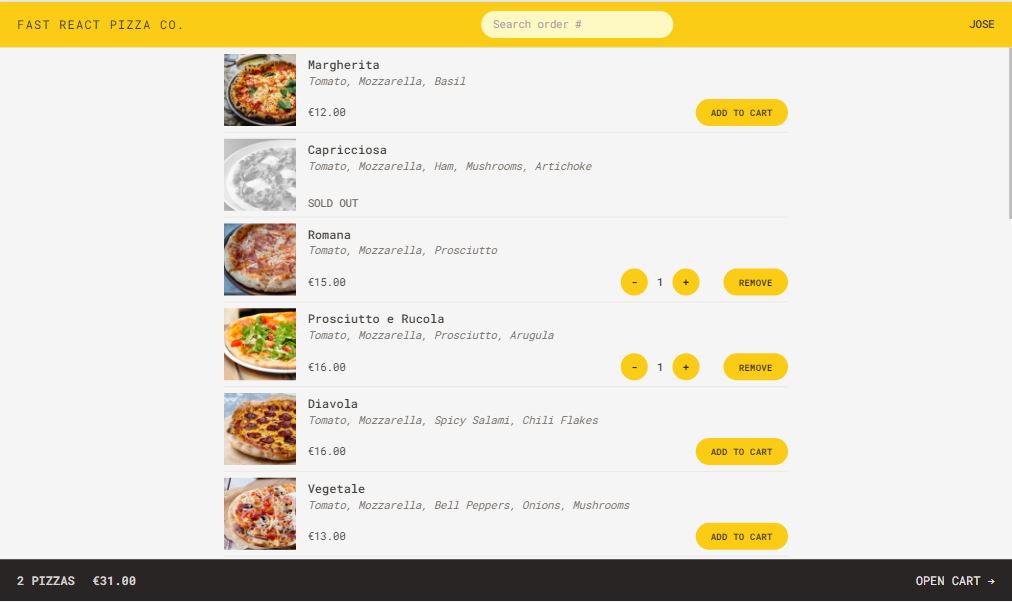 FAST REACT PIZZA CO.
Search order #
JOSE
Margherita
Tomato, Mozzarella, Basil
€12.00
ADD TO CART
Capricciosa
Tomato, Mozzarella, Ham, Mushrooms, Artichoke
SOLD OUT
Romana
Tomato, Mozzarella, Prosciutto
€15.00
- 1 +
REMOVE
Prosciutto e Rucola
Tomato, Mozzarella, Prosciutto, Arugula
€16.00
- 1 +
REMOVE
Diavola
Tomato, Mozzarella, Spicy Salami, Chili Flakes
€16.00
ADD TO CART
Vegetale
Tomato, Mozzarella, Bell Peppers, Onions, Mushrooms
€13.00
ADD TO CART
2 PIZZAS €31.00
OPEN CART →